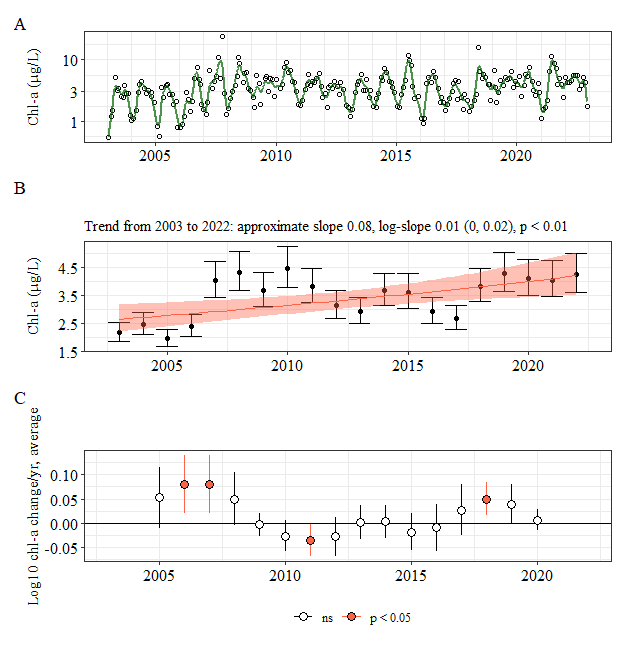 A
Chl-a (μg/L)
10
3
1
2005 2010 2015 2020
B
Trend from 2003 to 2022: approximate slope 0.08, log-slope 0.01 (0, 0.02), p < 0.01
Chl-a (μg/L)
4.5
3.5
2.5
1.5
2005 2010 2015 2020
C
Log10 chl-a change/yr, average
0.10
0.05
0.00
-0.05
2005 2010 2015 2020
ns p < 0.05